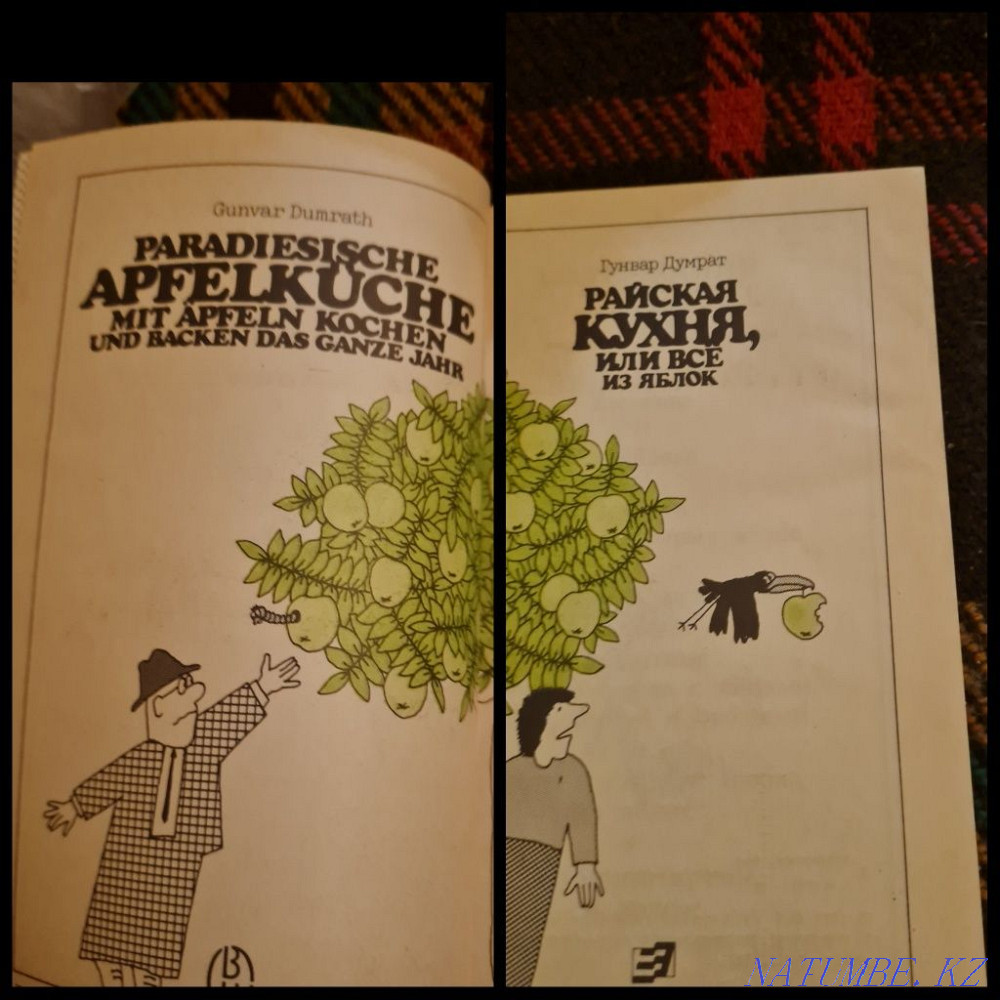 Gunvar Dumrath
PARADIESISCHE
APFELKÜCHE
MIT ÄPFELN KOCHEN
UND BACKEN DAS GANZE JAHR
Гунвар Думрат
РАЙСКАЯ
КУХНЯ,
ИЛИ ВСЁ
ИЗ ЯБЛОК
NATUMBE.KZ